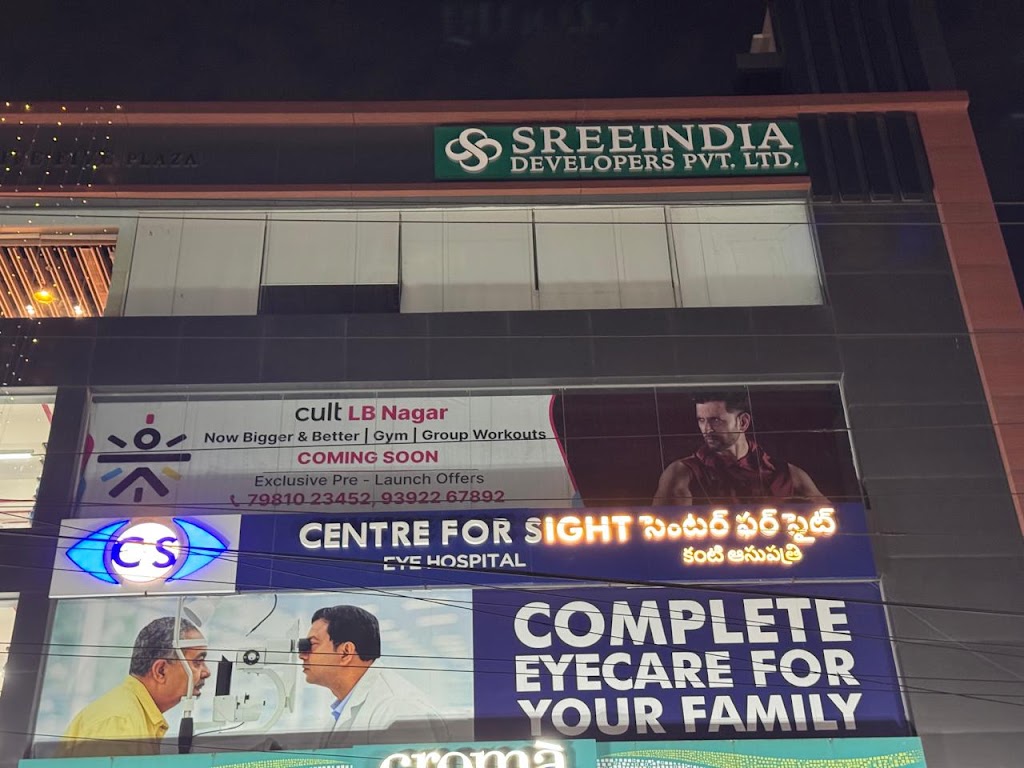 PLAZA
SREEINDIA
DEVELOPERS PVT. LTD.
cult LB Nagar
Now Bigger & Better | Gym | Group Workouts
COMING SOON
Exclusive Pre - Launch Offers
79810 23452, 93922 67892
CS
CENTRE FOR SIGHT సెంటర్ ఫర్ సైట్
EYE HOSPITAL
కంటి ఆసుపత్రి
COMPLETE
EYECARE FOR
YOUR FAMILY
croma